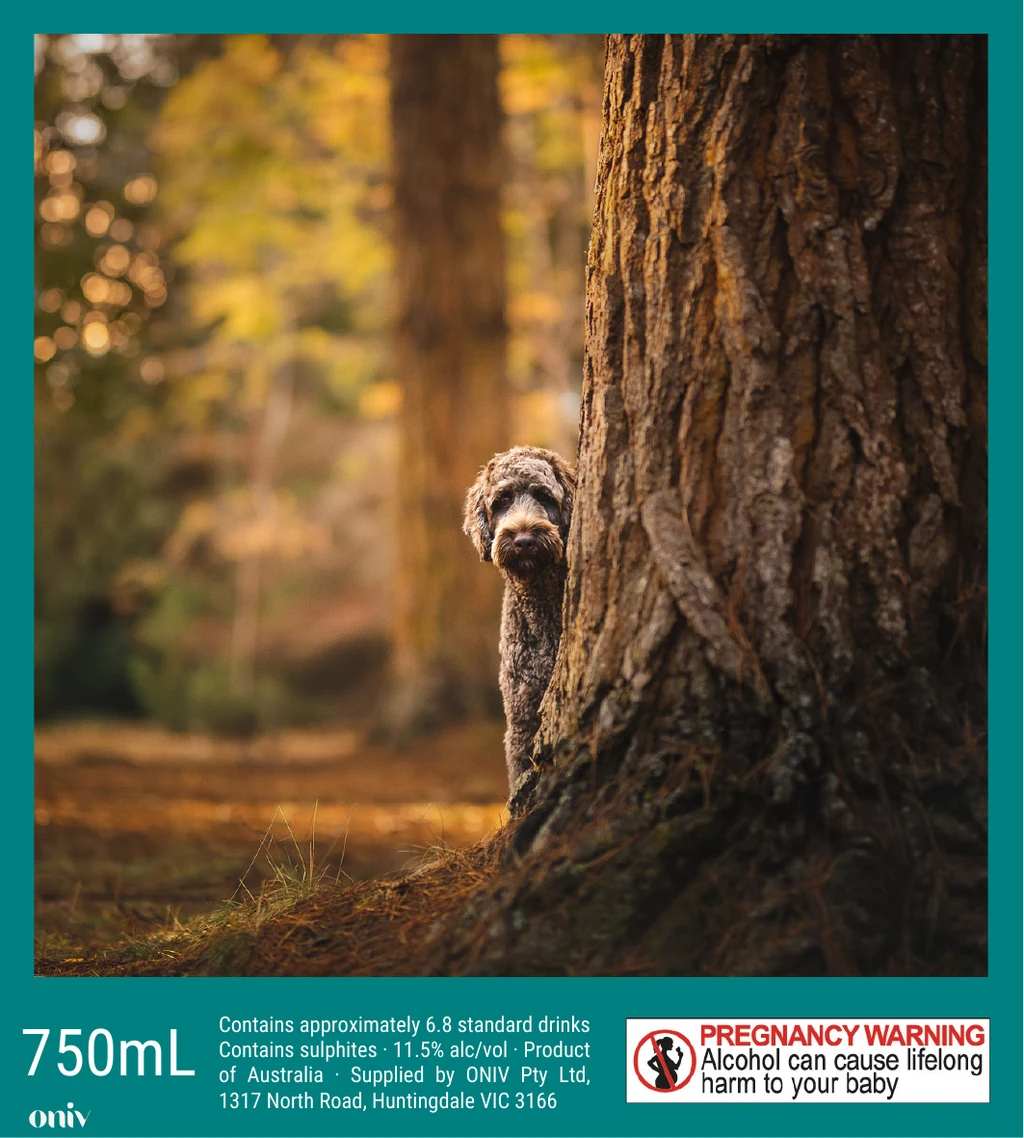 750mL
oniv
Contains approximately 6.8 standard drinks
Contains sulphites · 11.5% alc/vol · Product
of Australia · Supplied by ONIV Pty Ltd,
1317 North Road, Huntingdale VIC 3166
PREGNANCY WARNING
Alcohol can cause lifelong
harm to your baby